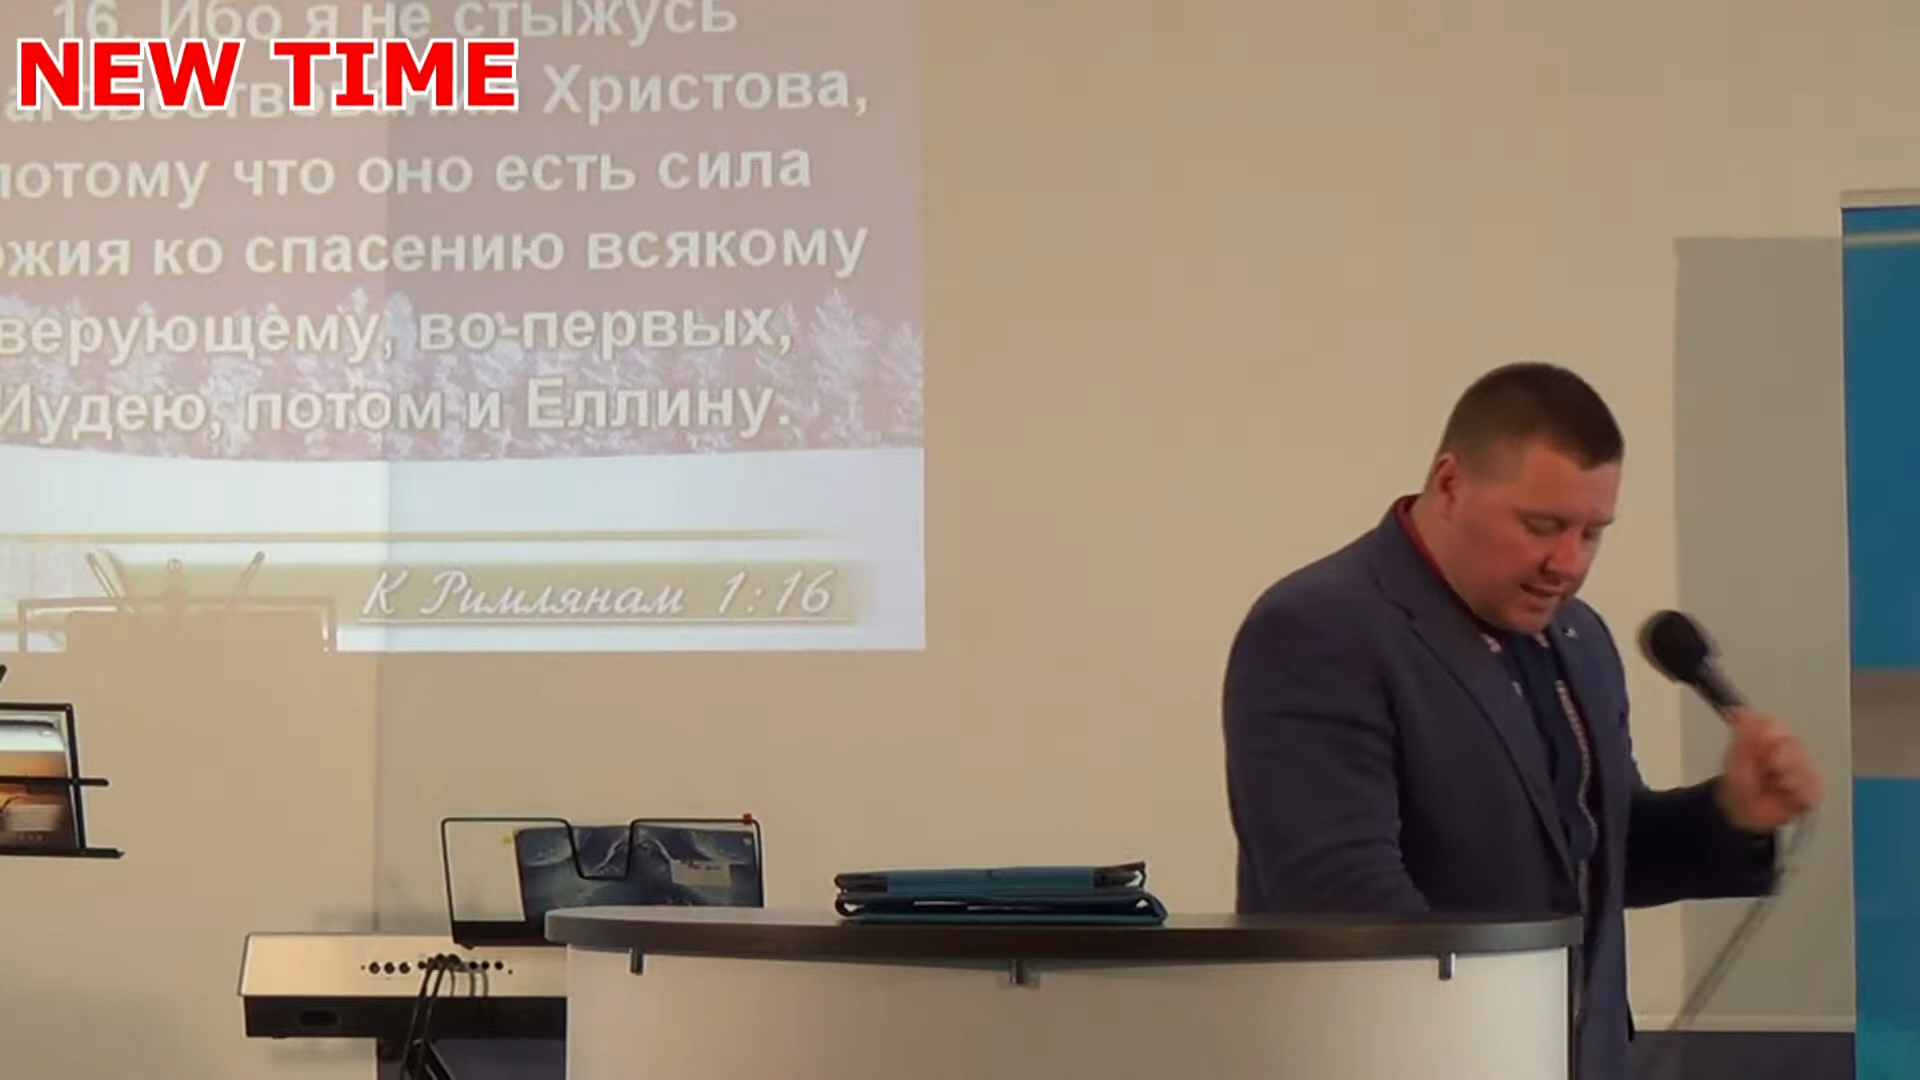 NEW TIME
16. Ибо я не стыжусь
Христова,
потому что оно есть сила
ко спасению всякому
верующему, во-первых,
Иудею, потом и Еллину.
К Римлянам 1:16